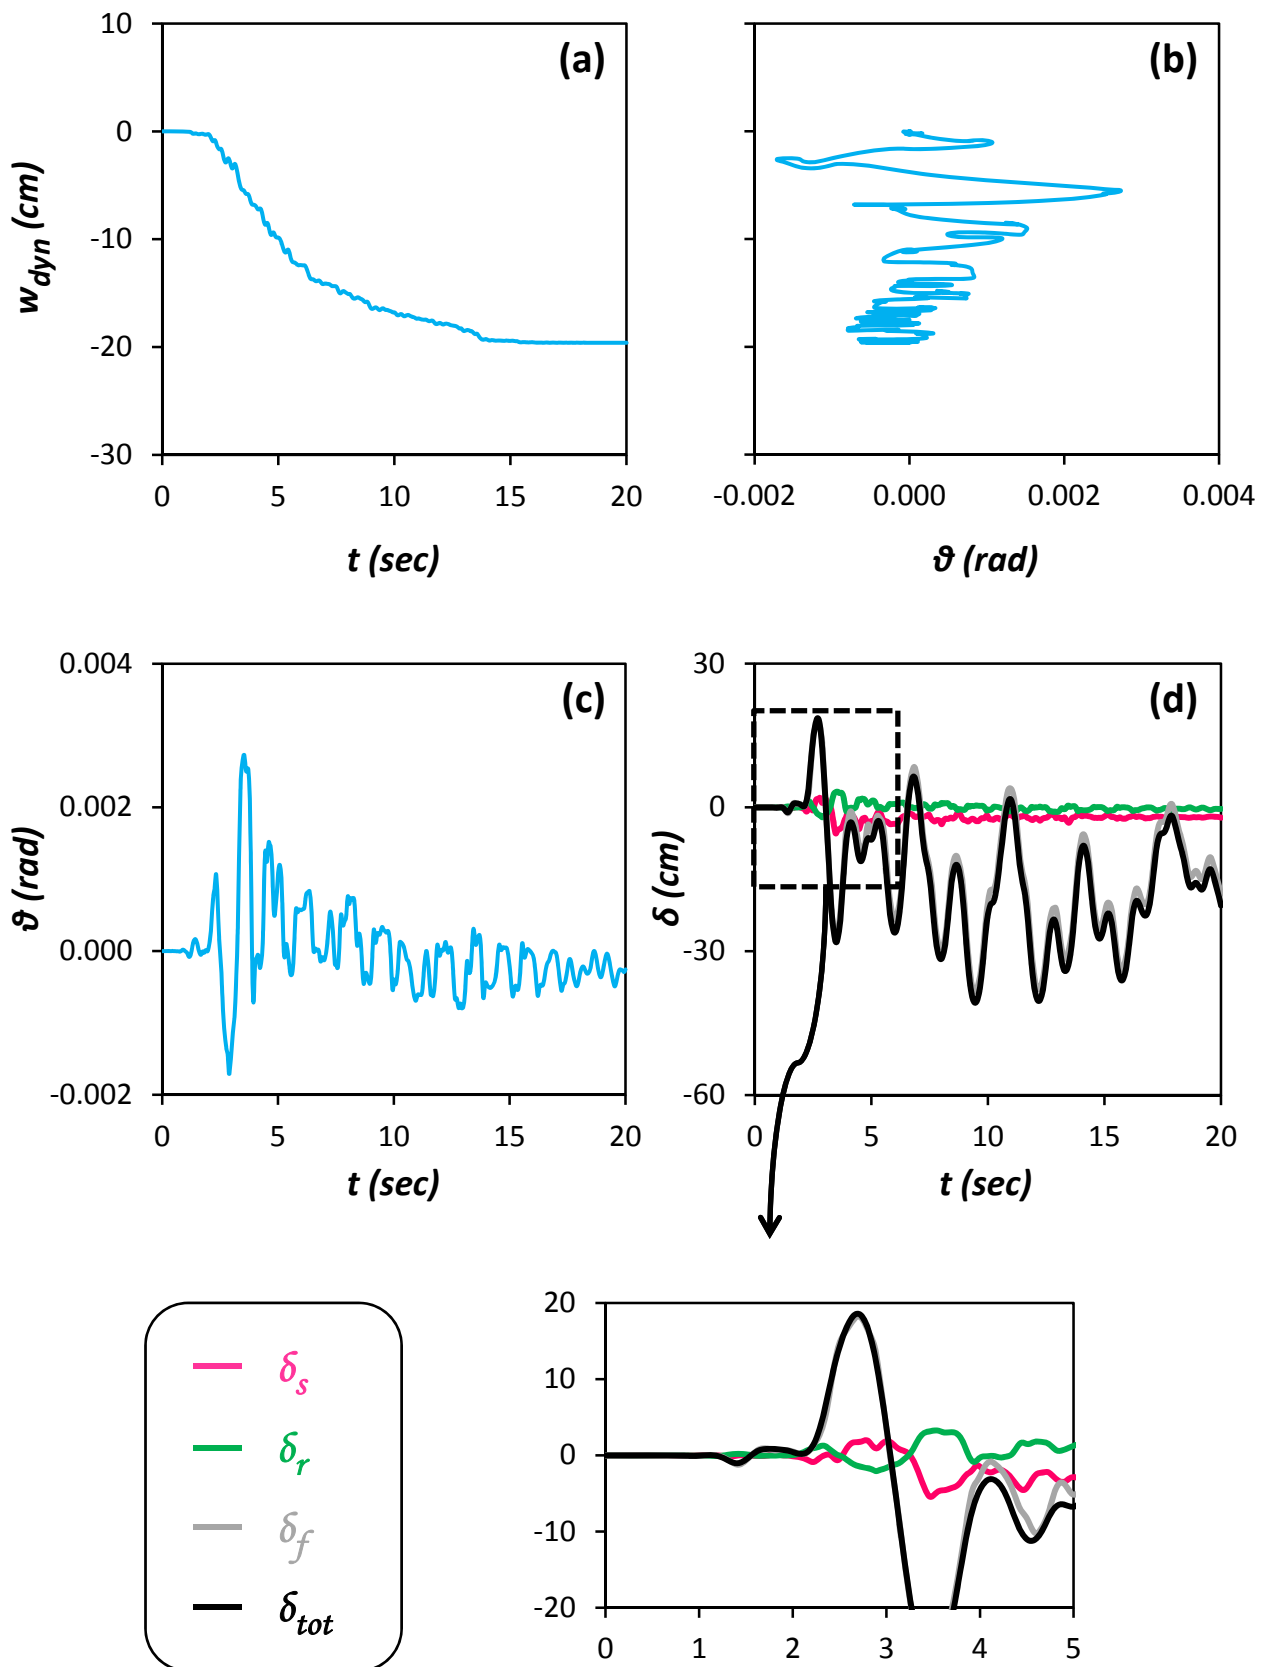 10
0
-10
-20
-30
w_dyn (cm)
(a)
0 5 10 15 20
t (sec)
(b)
-0.002 0.000 0.002 0.004
ϑ (rad)
0.004
0.002
0.000
-0.002
ϑ (rad)
(c)
0 5 10 15 20
t (sec)
30
0
-30
-60
δ (cm)
(d)
0 5 10 15 20
t (sec)
δ_s
δ_r
δ_f
δ_tot
20
10
0
-10
-20
0 1 2 3 4 5